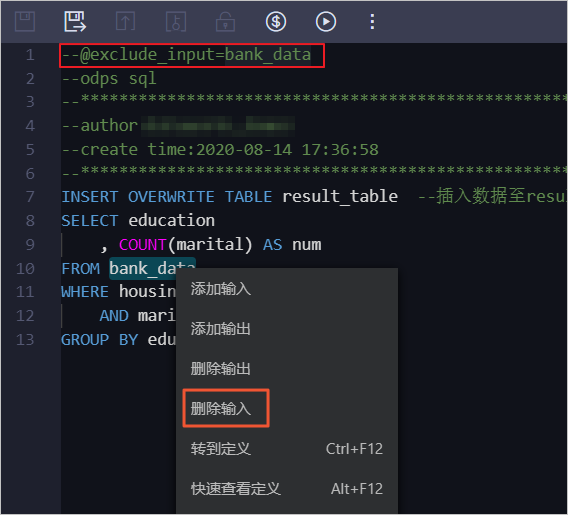 1 --@exclude_input=bank_data
2 --odps sql
3 --***************************************************
4 --author
5 --create time:2020-08-14 17:36:58
6 --***************************************************
7 INSERT OVERWRITE TABLE result_table --插入数据至resu
8 SELECT education
9 , COUNT(marital) AS num
10 FROM bank_data
11 WHERE housin
12 AND mari
13 GROUP BY edu
添加输入
添加输出
删除输出
删除输入
转到定义 Ctrl+F12
快速查看定义 Alt+F12